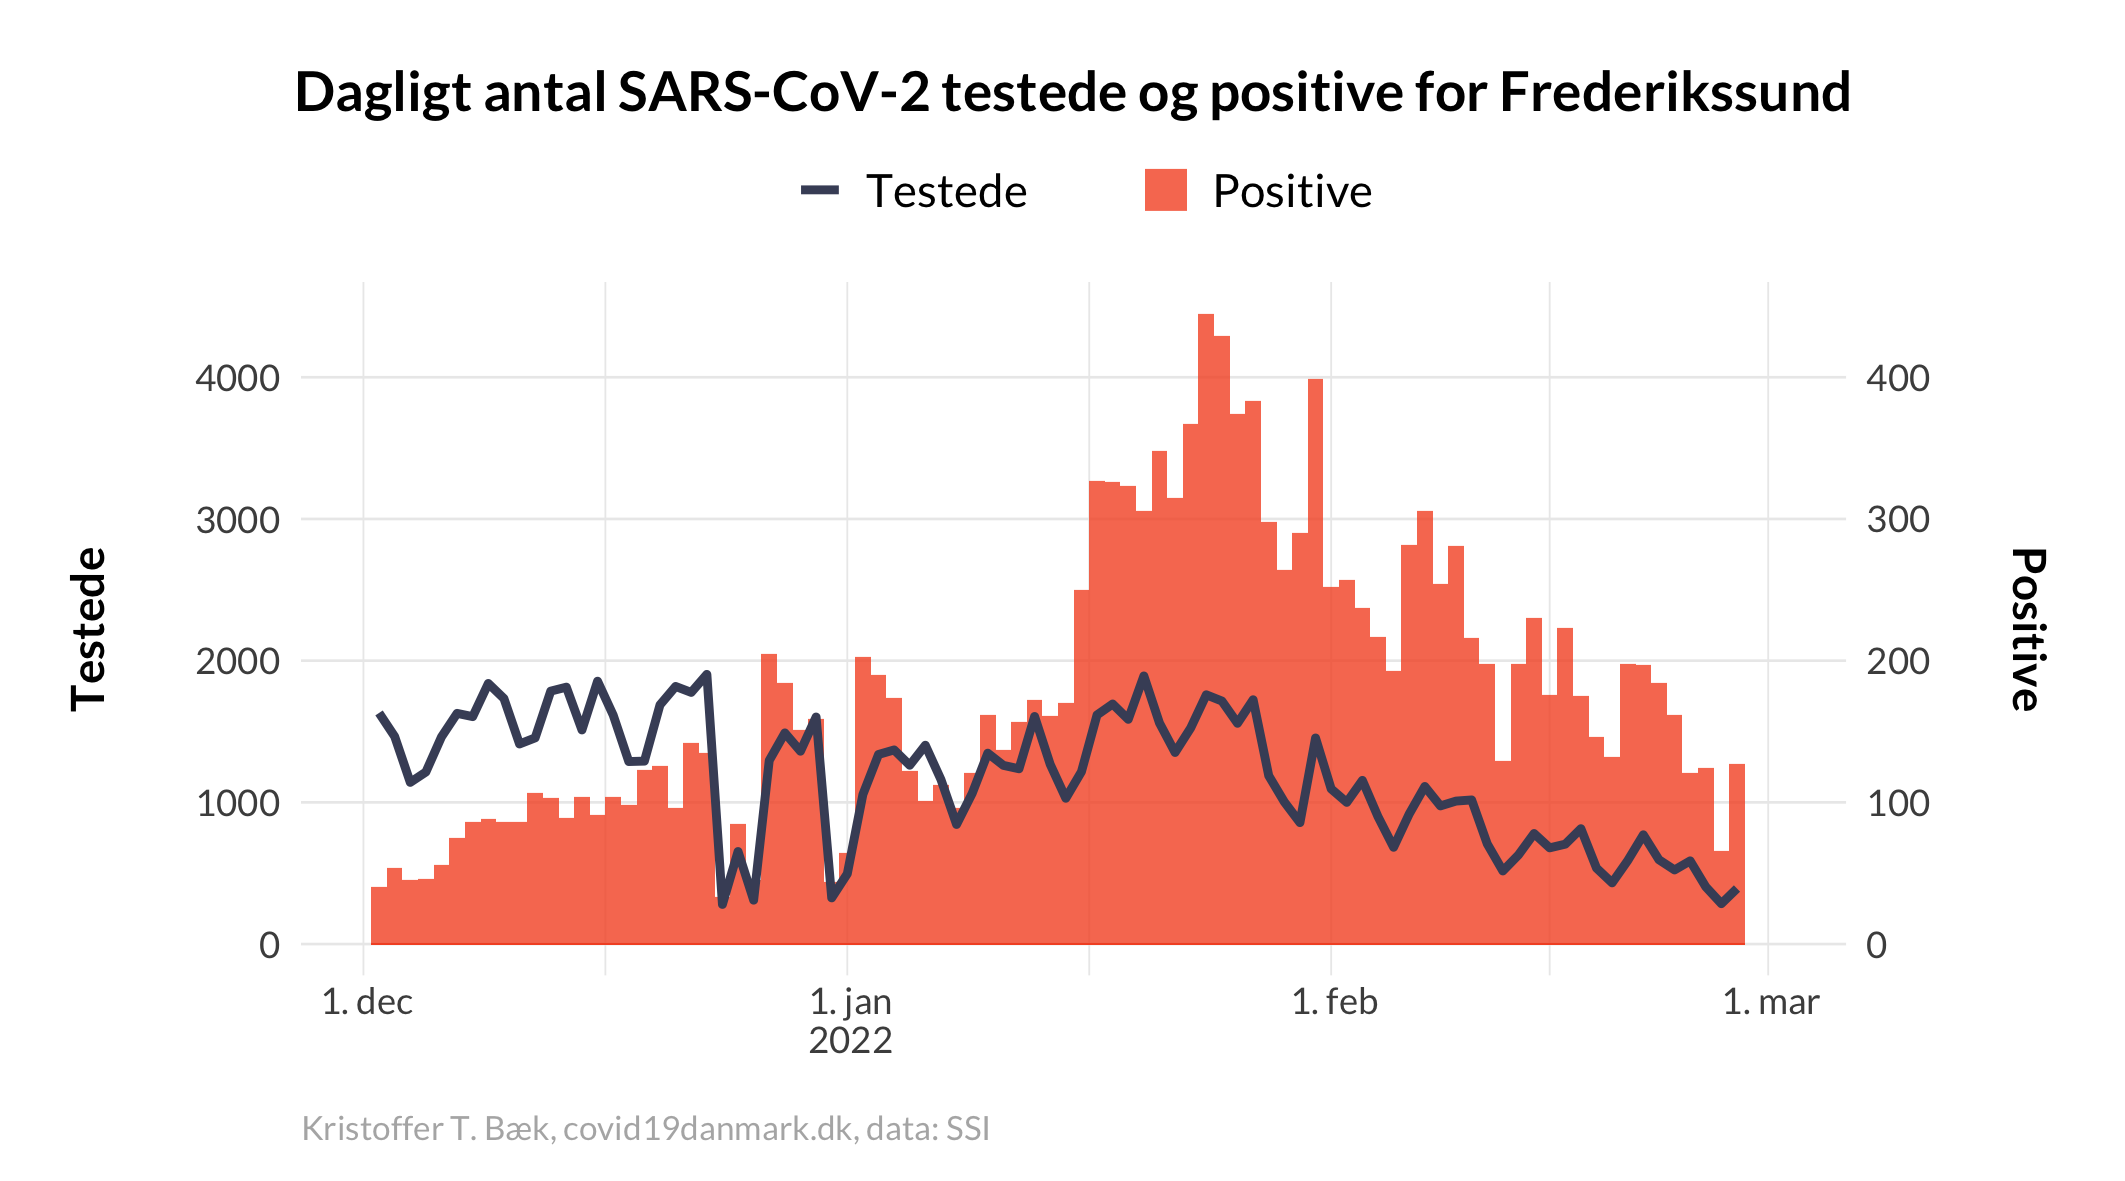 Dagligt antal SARS-CoV-2 testede og positive for Frederikssund
Testede Positive
4000 400
3000 300
2000 200
1000 100
0 0
Testede
Positive
1. dec 1. jan 1. feb 1. mar
2022
Kristoffer T. Bæk, covid19danmark.dk, data: SSI